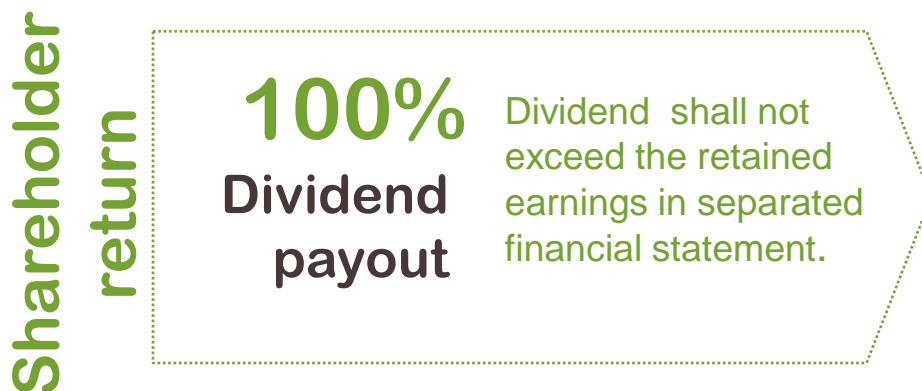 Shareholder
return
100%
Dividend
payout
Dividend  shall not
exceed the retained
earnings in separated
financial statement.